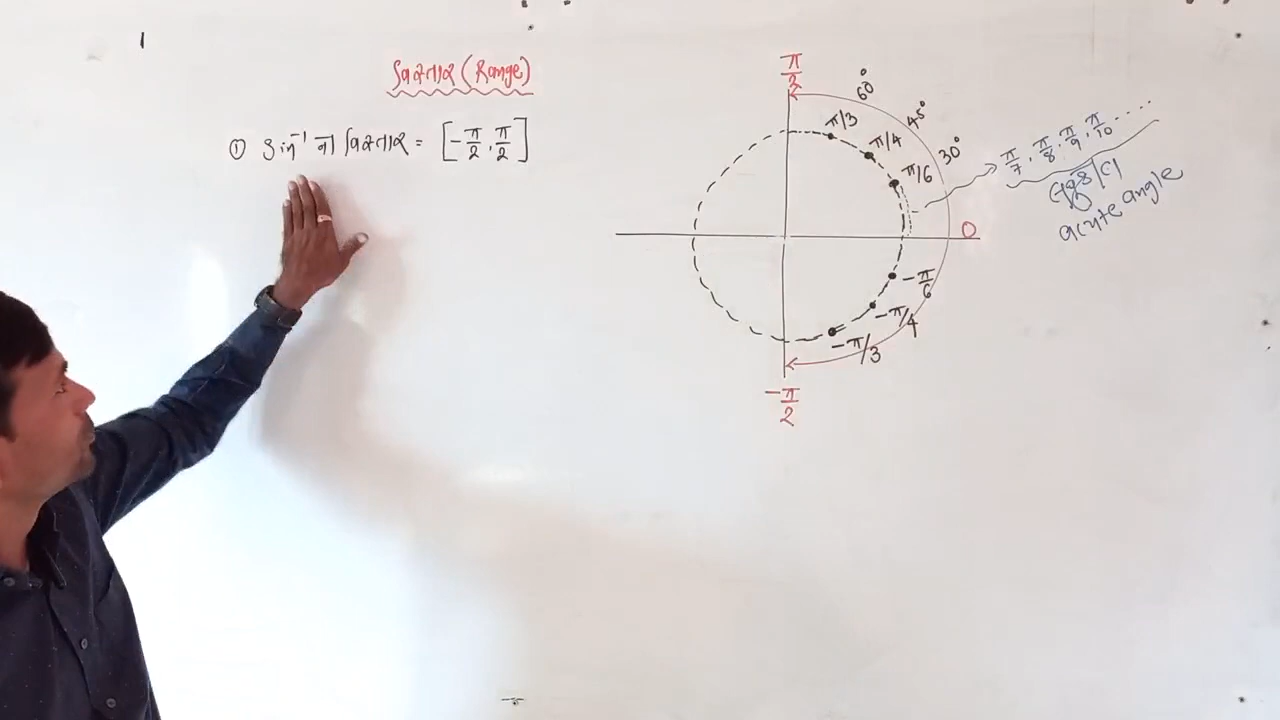 विस्तार (Range)
① sin⁻¹ का विस्तार = [-π/2, π/2]
π/2
60°
π/3
45°
π/4
30°
π/6
π/7, π/8, π/9, π/10 .....
acute angle
0
-π/6
-π/4
-π/3
-π/2